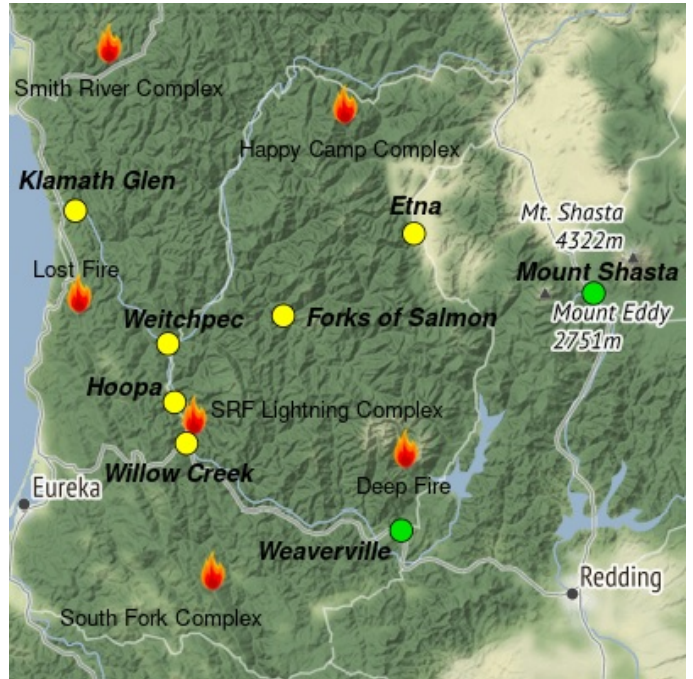 Smith River Complex
Happy Camp Complex
Klamath Glen
Etna
Mt. Shasta
4322m
Lost Fire
Mount Shasta
Mount Eddy
2751m
Weitchpec
Forks of Salmon
Hoopa
SRF Lightning Complex
Willow Creek
Eureka
Deep Fire
Weaverville
Redding
South Fork Complex